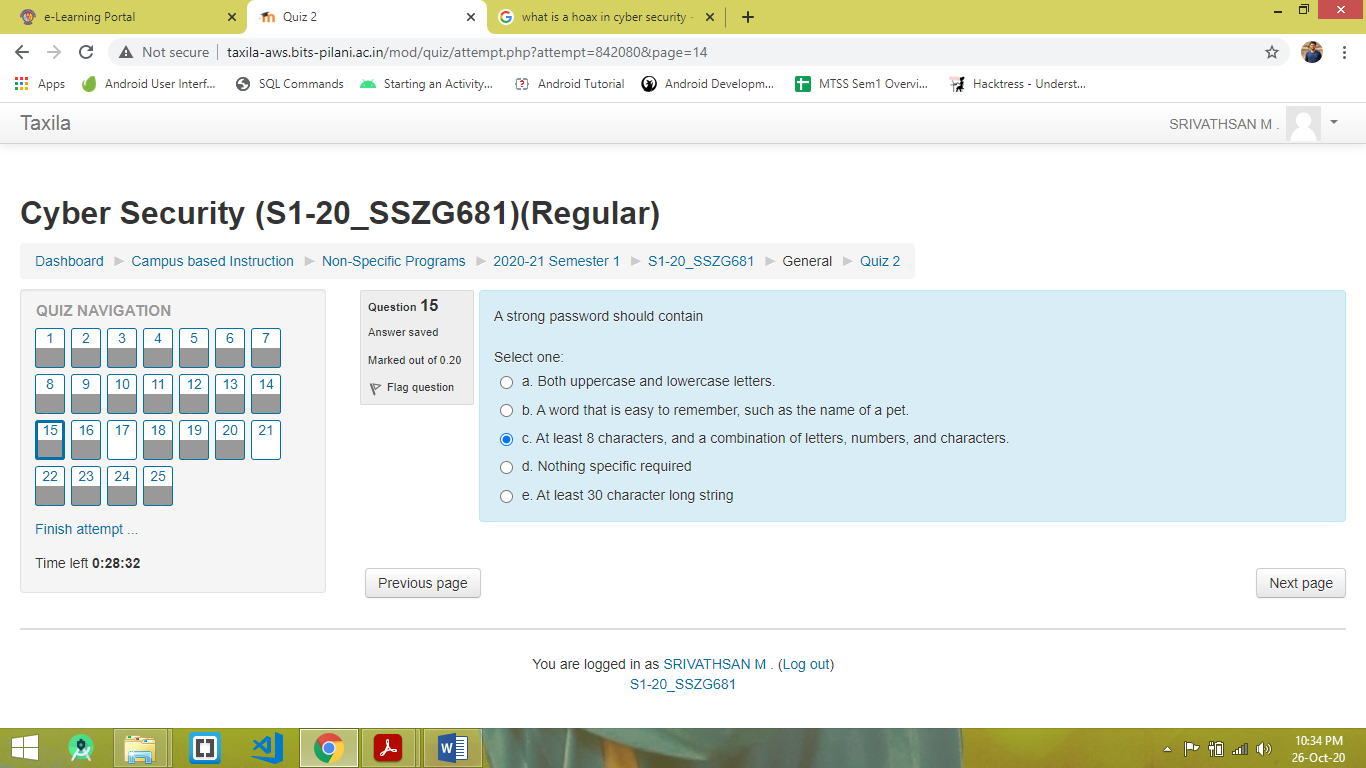 e-Learning Portal
Quiz 2
what is a hoax in cyber security -
Not secure
taxila-aws.bits-pilani.ac.in/mod/quiz/attempt.php?attempt=842080&page=14
Apps
Android User Interf...
SQL Commands
Starting an Activity...
Android Tutorial
Android Developm...
MTSS Sem1 Overvi...
Hacktress - Underst...
Taxila
SRIVATHSAN M .
Cyber Security (S1-20_SSZG681)(Regular)
Dashboard ► Campus based Instruction ► Non-Specific Programs ► 2020-21 Semester 1 ► S1-20_SSZG681 ► General ► Quiz 2
QUIZ NAVIGATION
1 2 3 4 5 6 7
8 9 10 11 12 13 14
15 16 17 18 19 20 21
22 23 24 25
Finish attempt ...
Time left 0:28:32
Question 15
Answer saved
Marked out of 0.20
Flag question
A strong password should contain
Select one:
a. Both uppercase and lowercase letters.
b. A word that is easy to remember, such as the name of a pet.
c. At least 8 characters, and a combination of letters, numbers, and characters.
d. Nothing specific required
e. At least 30 character long string
Previous page
Next page
You are logged in as SRIVATHSAN M . (Log out)
S1-20_SSZG681
10:34 PM
26-Oct-20